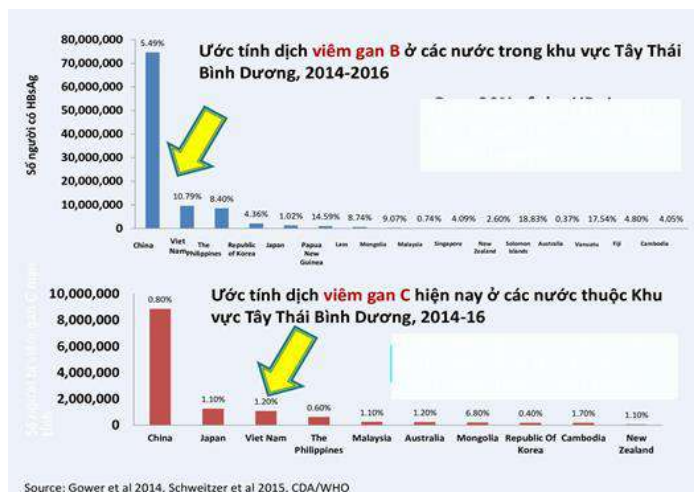 80,000,000
70,000,000
60,000,000
50,000,000
40,000,000
30,000,000
20,000,000
10,000,000
0
Số người có HBsAg
Ước tính dịch viêm gan B ở các nước trong khu vực Tây Thái
Bình Dương, 2014-2016
5.49% 10.79% 8.40% 4.36% 1.02% 14.59% 8.74% 9.07% 0.74% 4.09% 2.60% 18.83% 0.37% 17.54% 4.80% 4.05%
China Viet Nam The Philippines Republic of Korea Japan Papua New Guinea Lam Mongolia Malaysia Singapore New Zealand Solomon Islands Australia Vanuatu Fiji Cambodia
10,000,000
8,000,000
6,000,000
4,000,000
2,000,000
0
Ước tính dịch viêm gan C hiện nay ở các nước thuộc Khu
vực Tây Thái Bình Dương, 2014-16
0.80% 1.10% 1.20% 0.60% 1.10% 1.20% 6.80% 0.40% 1.70% 1.10%
China Japan Viet Nam The Philippines Malaysia Australia Mongolia Republic Of Korea Cambodia New Zealand
Source: Gower et al 2014, Schweitzer et al 2015, CDA/WHO